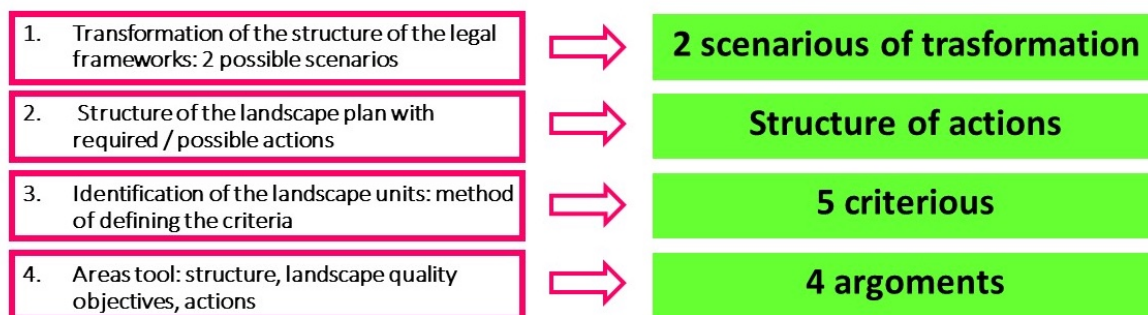 1. Transformation of the structure of the legal
frameworks: 2 possible scenarios
2 scenarious of trasformation
2. Structure of the landscape plan with
required / possible actions
Structure of actions
3. Identification of the landscape units: method
of defining the criteria
5 criterious
4. Areas tool: structure, landscape quality
objectives, actions
4 argoments